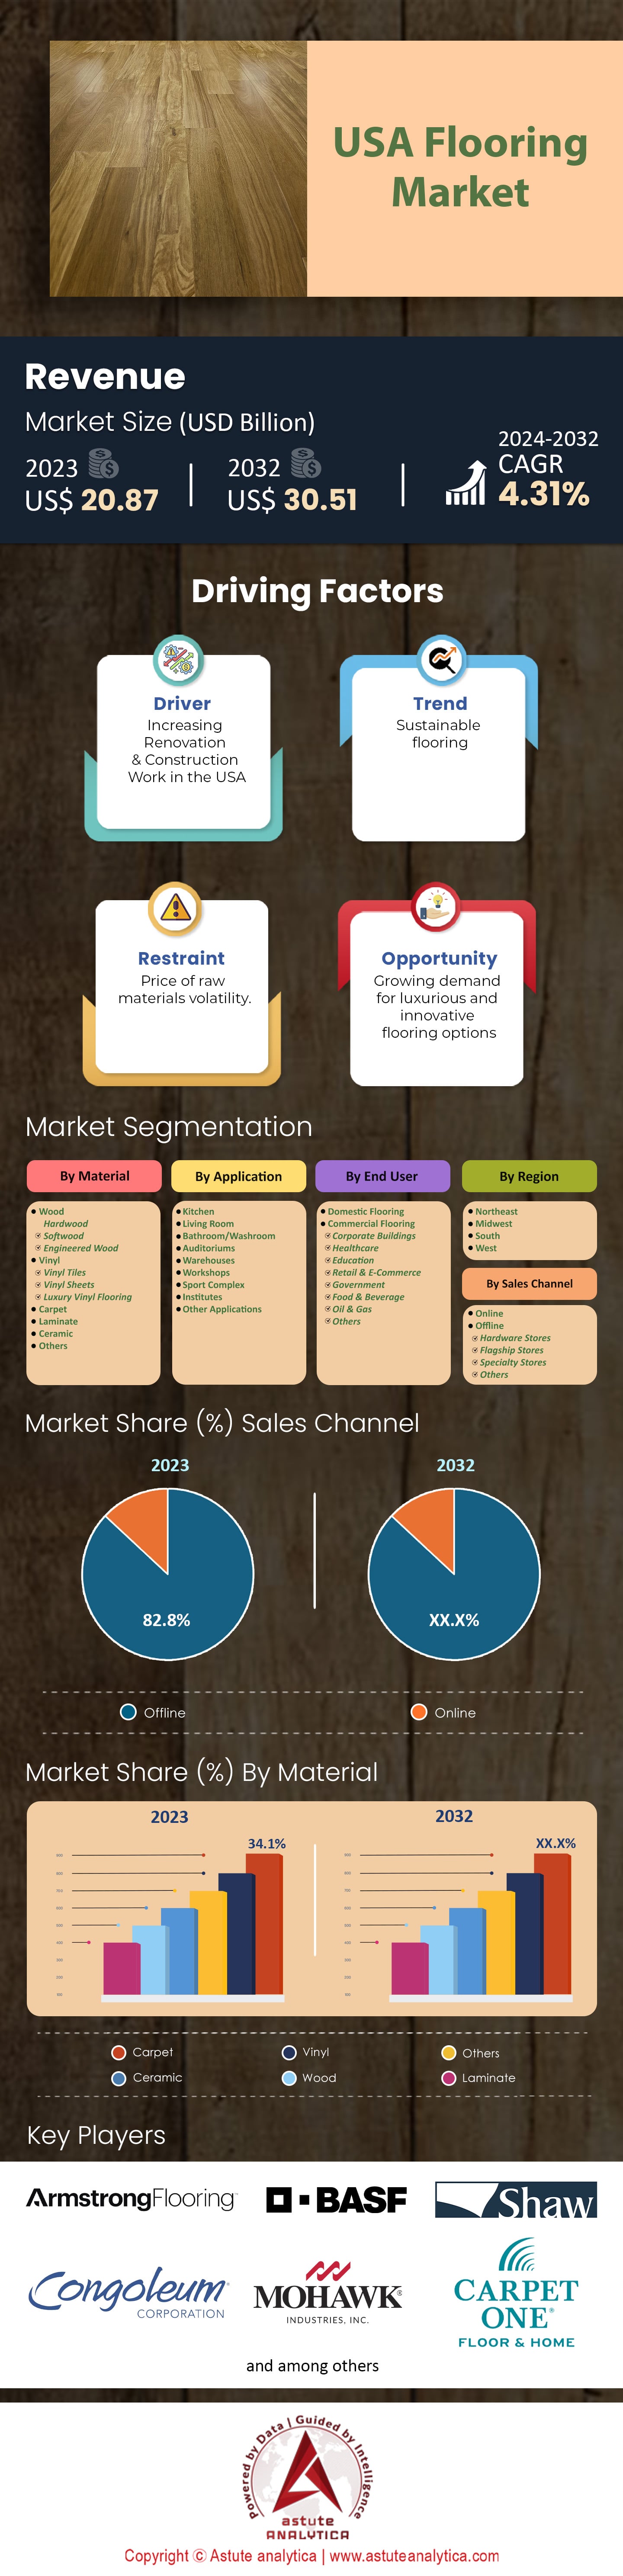 USA Flooring
Market
Revenue
Market Size (USD Billion)
2023
US$ 20.87
2032
US$ 30.51
2024-2032
CAGR
4.31%
Driving Factors
Driver
Increasing
Renovation
& Construction
Work in the USA
Trend
Sustainable
flooring
Restraint
Price of raw
materials volatility.
Opportunity
Growing demand
for luxurious and
innovative
flooring options
Market Segmentation
By Material
Wood
Hardwood
Softwood
Engineered Wood
Vinyl
Vinyl Tiles
Vinyl Sheets
Luxury Vinyl Flooring
Carpet
Laminate
Ceramic
Others
By Application
Kitchen
Living Room
Bathroom/Washroom
Auditoriums
Warehouses
Workshops
Sport Complex
Institutes
Other Applications
By End User
Domestic Flooring
Commercial Flooring
Corporate Buildings
Healthcare
Education
Retail & E-Commerce
Government
Food & Beverage
Oil & Gas
Others
By Region
Northeast
Midwest
South
West
By Sales Channel
Online
Offline
Hardware Stores
Flagship Stores
Specialty Stores
Others
Market Share (%) Sales Channel
2023
82.8%
2032
XX.X%
Offline
Online
Market Share (%) By Material
2023
34.1%
2032
XX.X%
Carpet
Vinyl
Others
Ceramic
Wood
Laminate
Key Players
ArmstrongFlooring
BASF
Shaw
Congoleum
CORPORATION
MOHAWK
INDUSTRIES, INC.
CARPET
ONE
FLOOR & HOME
and among others
Powered by Data | Guided by Intelligence
astute
ANALYTICA
Copyright © Astute analytica | www.astuteanalytica.com